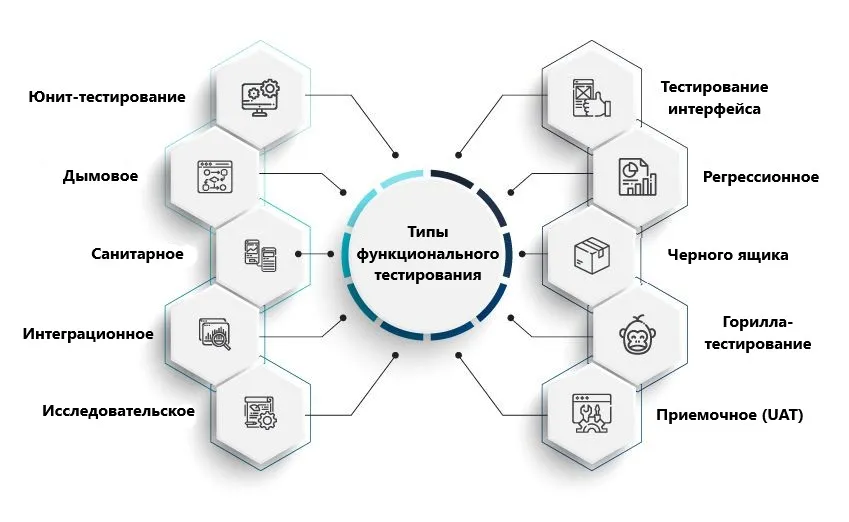 Юнит-тестирование
Дымовое
Санитарное
Интеграционное
Исследовательское
Типы
функционального
тестирования
Тестирование
интерфейса
Регрессионное
Черного ящика
Горилла-
тестирование
Приемочное (UAT)